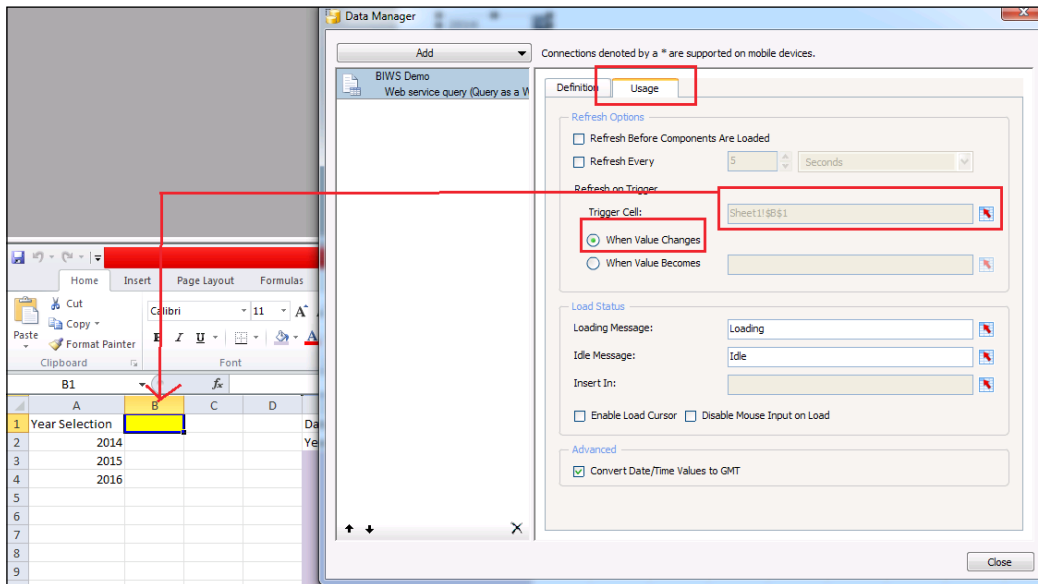 Data Manager
Add
Connections denoted by a * are supported on mobile devices.
BIWS Demo
Web service query (Query as a W
Definition
Usage
Refresh Options
Refresh Before Components Are Loaded
Refresh Every
5
Seconds
Refresh on Trigger
Trigger Cell:
Sheet1!$B$1
When Value Changes
When Value Becomes
Load Status
Loading Message:
Loading
Idle Message:
Idle
Insert In:
Enable Load Cursor
Disable Mouse Input on Load
Advanced
Convert Date/Time Values to GMT
Close
Home
Insert
Page Layout
Formulas
Paste
Cut
Copy
Format Painter
Clipboard
Calibri
11
A
B I U
A
Font
B1
fx
A B C D
1 Year Selection Da
2 2014 Ye
3 2015
4 2016
5
6
7
8
9